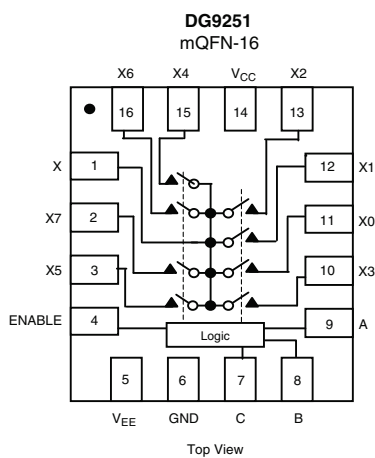 DG9251
mQFN-16
X6 X4 VCC X2
16 15 14 13
X 1 12 X1
X7 2 11 X0
X5 3 10 X3
ENABLE 4 Logic 9 A
5 6 7 8
VEE GND C B
Top View